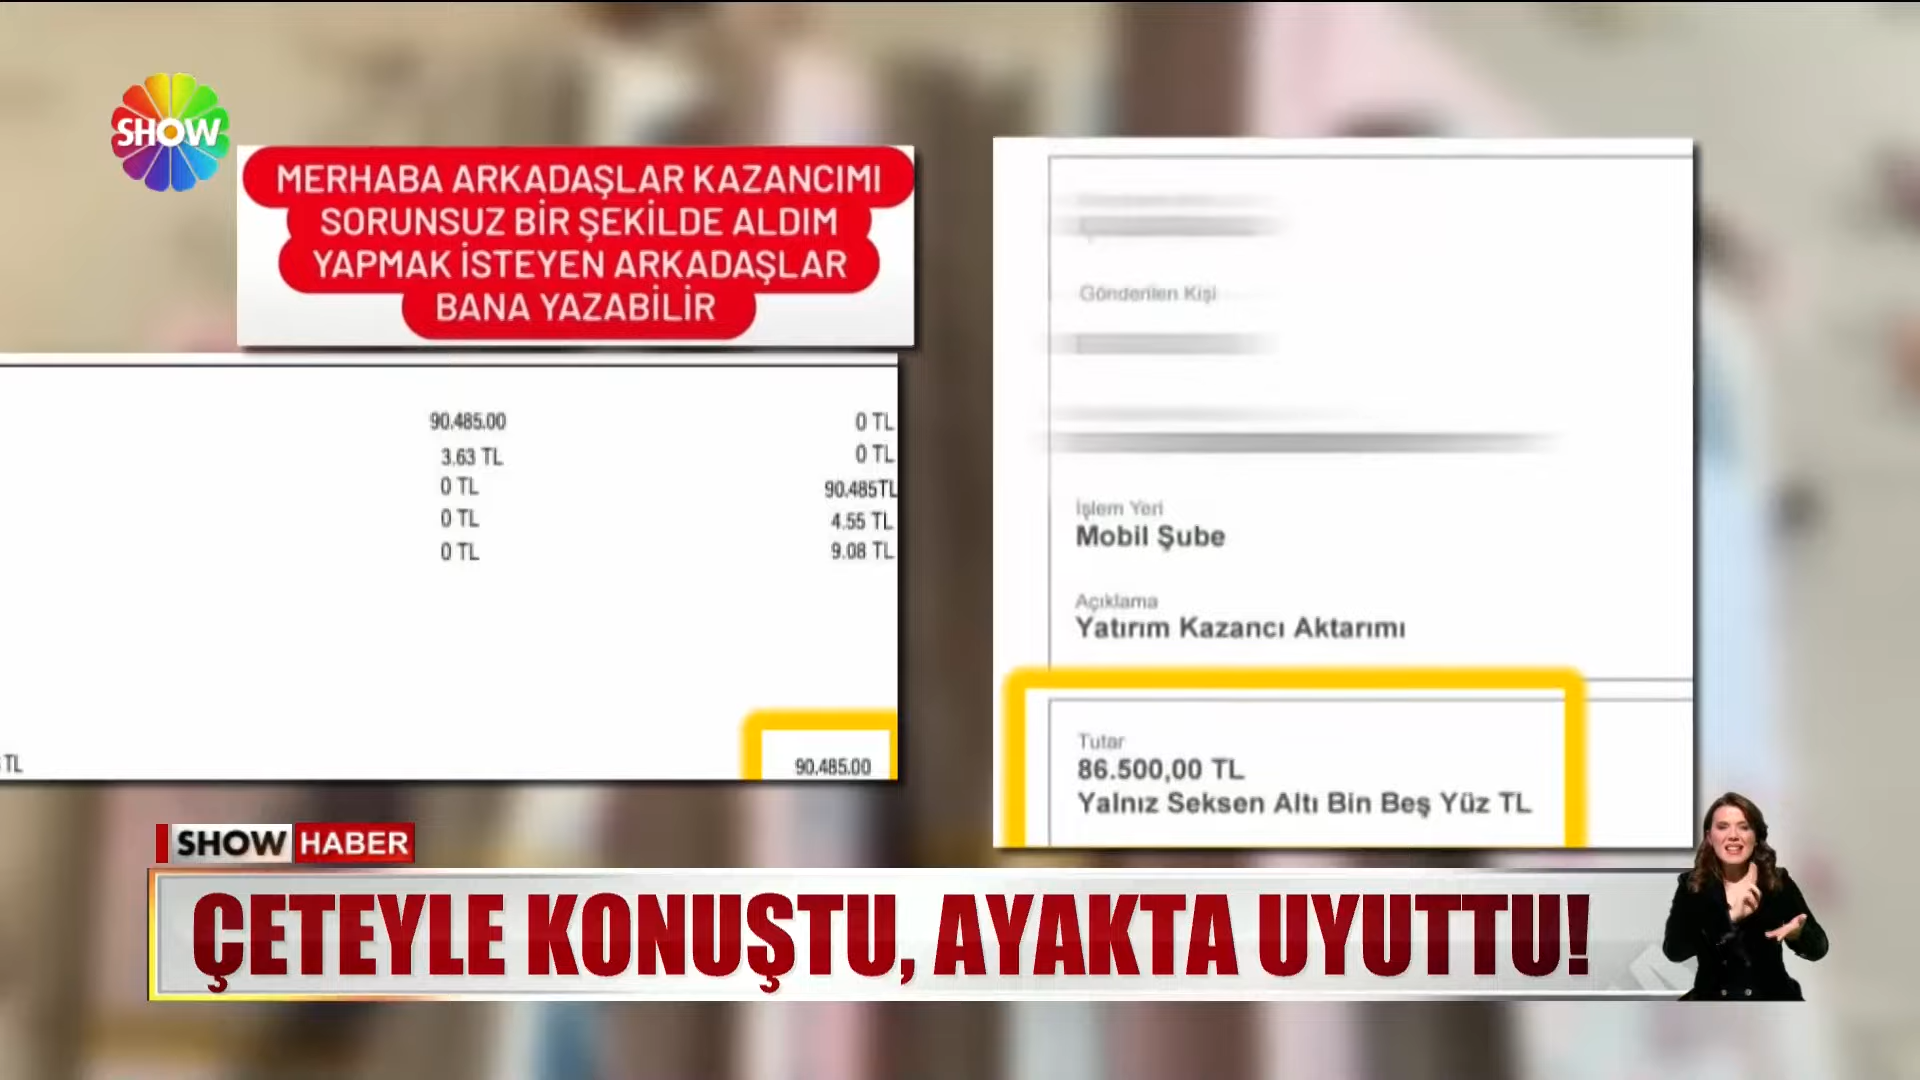 SHOW
MERHABA ARKADAŞLAR KAZANCIMI
SORUNSUZ BİR ŞEKİLDE ALDIM
YAPMAK İSTEYEN ARKADAŞLAR
BANA YAZABİLİR
90.485.00 0 TL
3.63 TL 0 TL
0 TL 90.485TL
0 TL 4.55 TL
0 TL 9.08 TL
TL 90.485.00
Gönderilen Kişi
İşlem Yeri
Mobil Şube
Açıklama
Yatırım Kazancı Aktarımı
Tutar
86.500,00 TL
Yalnız Seksen Altı Bin Beş Yüz TL
SHOW HABER
ÇETEYLE KONUŞTU, AYAKTA UYUTTU!